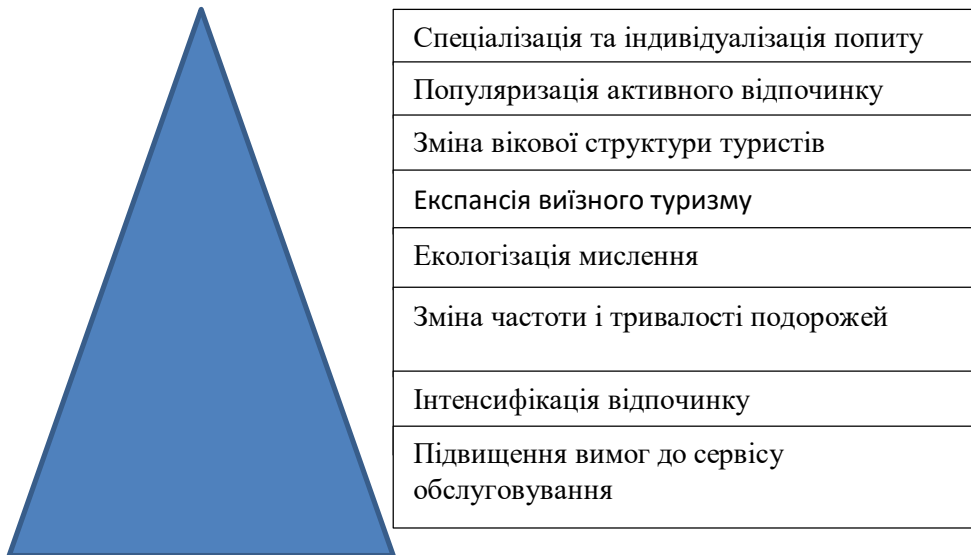 Спеціалізація та індивідуалізація попиту
Популяризація активного відпочинку
Зміна вікової структури туристів
Експансія виїзного туризму
Екологізація мислення
Зміна частоти і тривалості подорожей
Інтенсифікація відпочинку
Підвищення вимог до сервісу
обслуговування